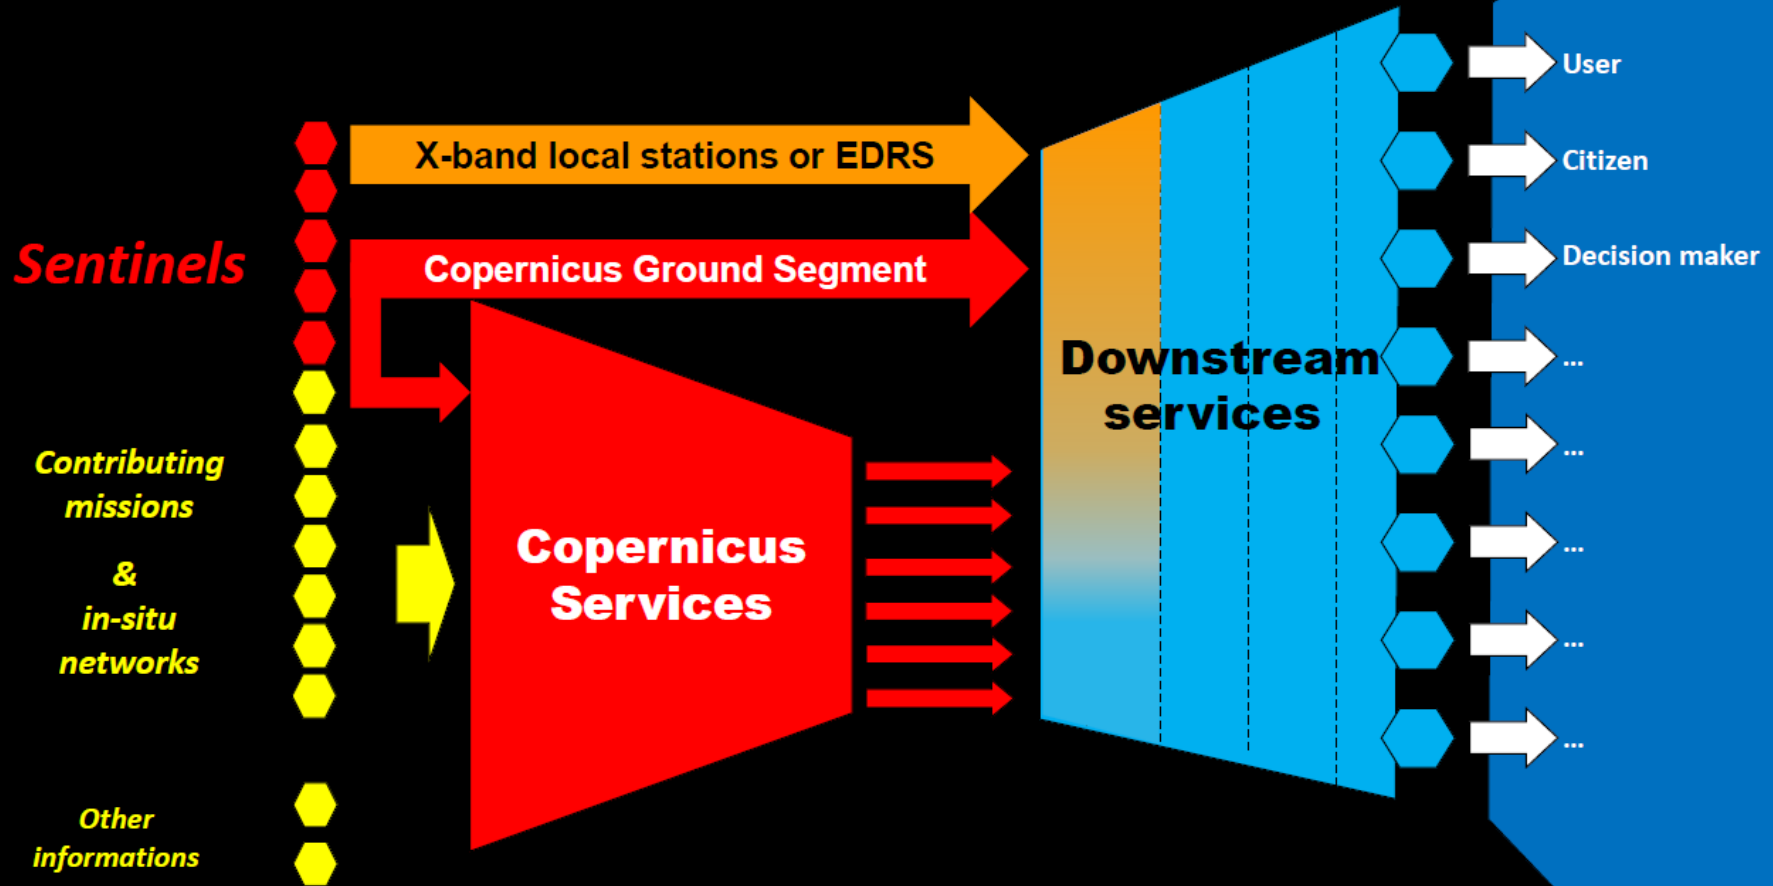 Sentinels
Contributing
missions
&
in-situ
networks
Other
informations
X-band local stations or EDRS
Copernicus Ground Segment
Copernicus
Services
Downstream
services
User
Citizen
Decision maker
...
...
...
...
...